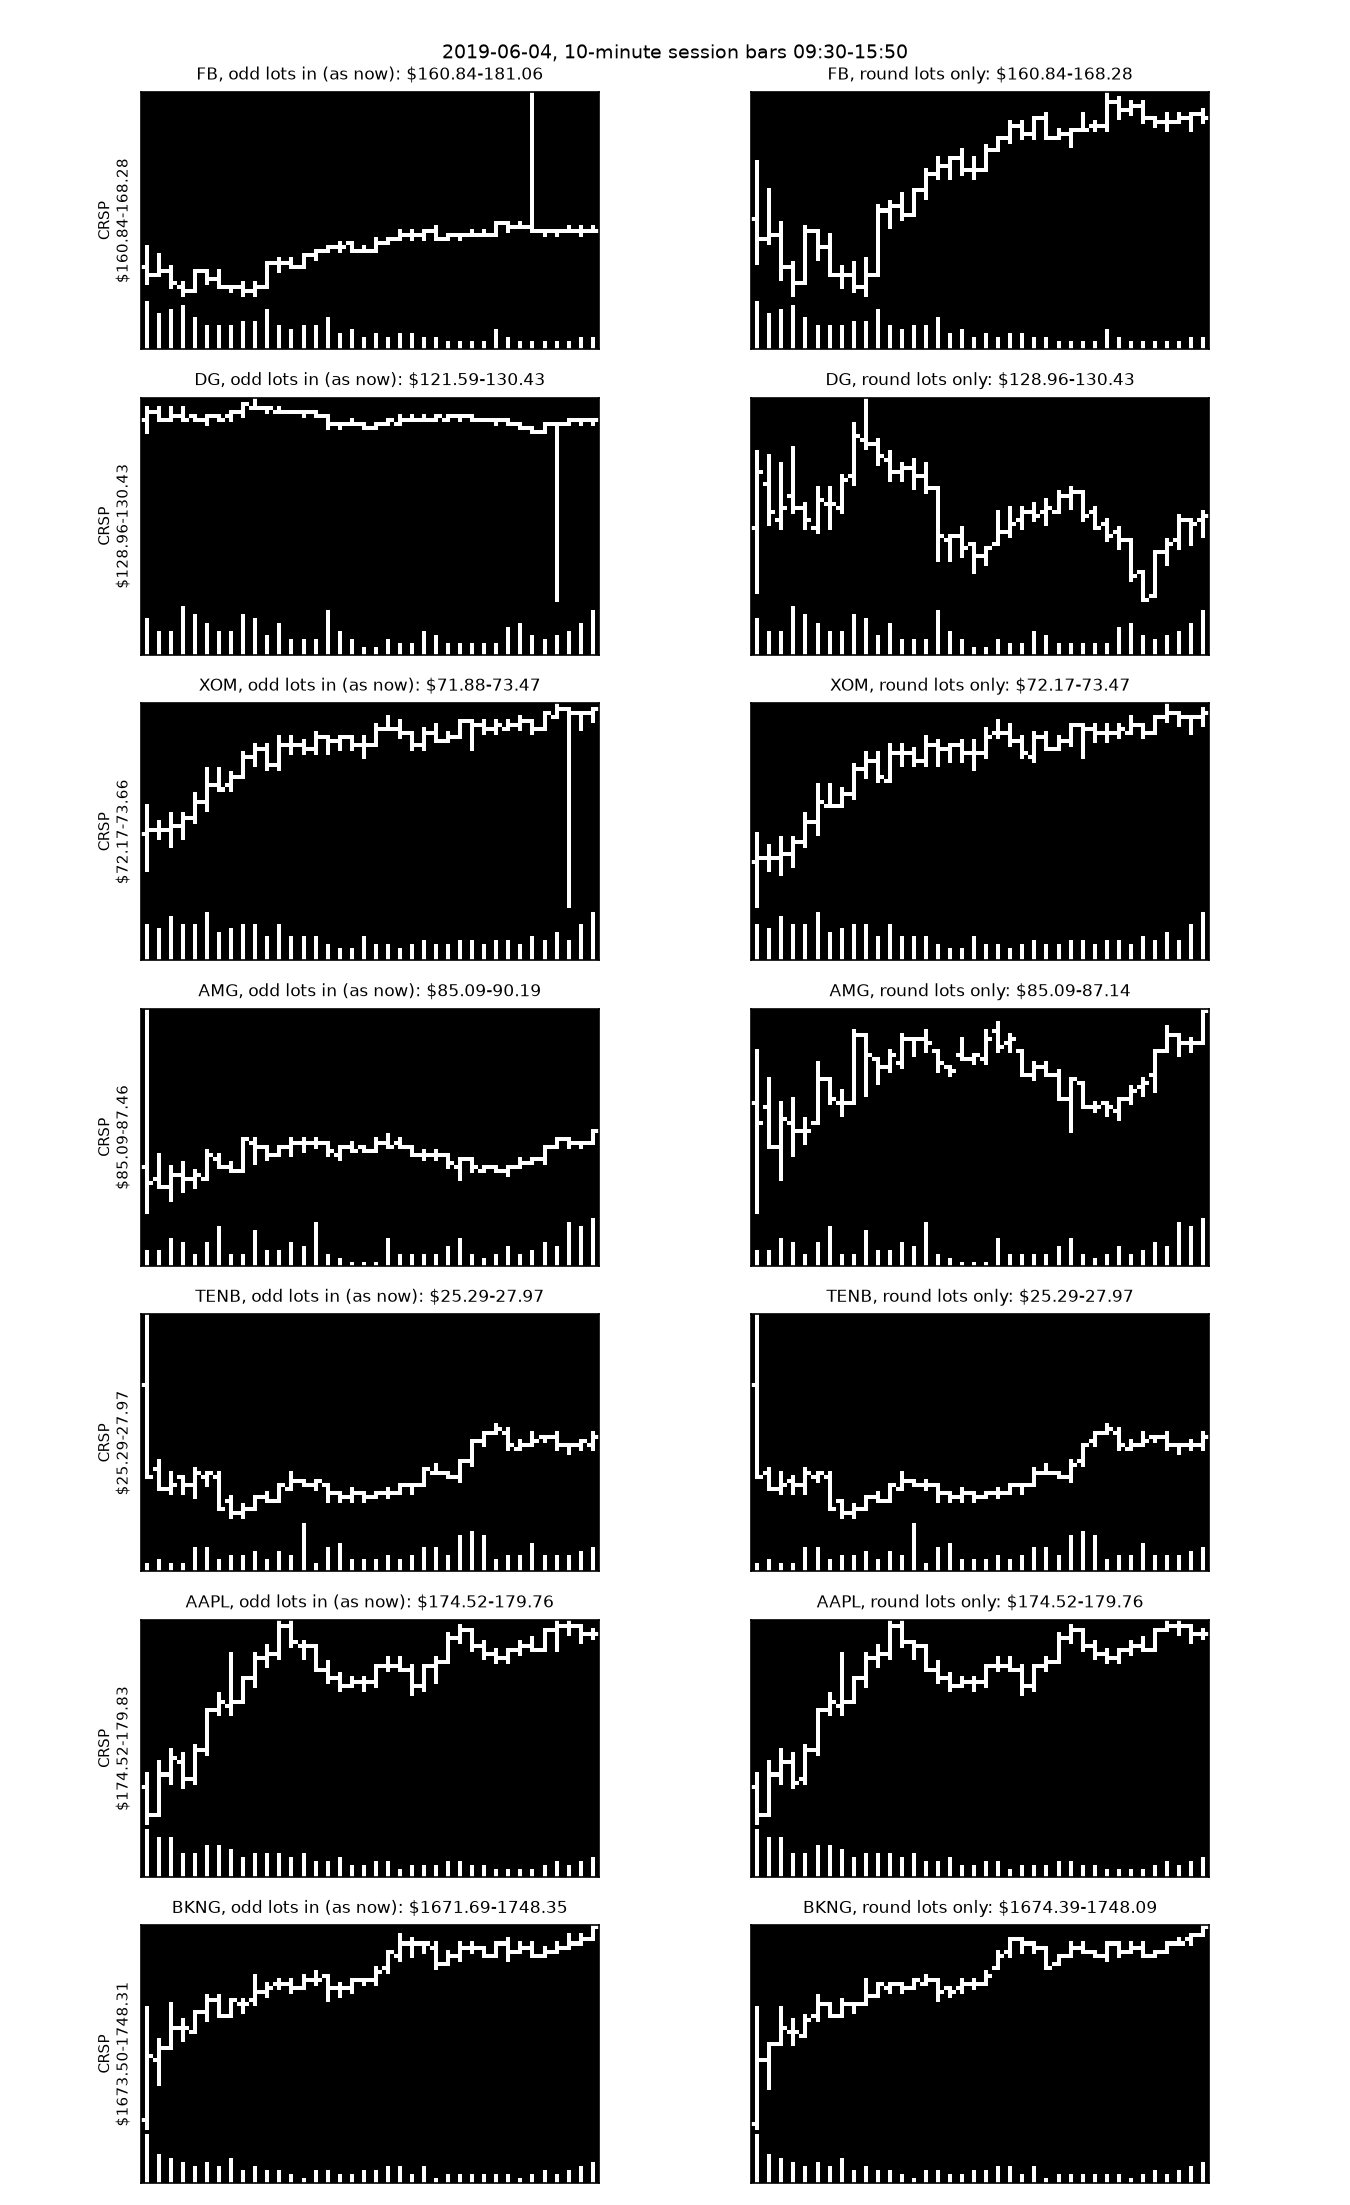 2019-06-04, 10-minute session bars 09:30-15:50
FB, odd lots in (as now): $160.84-181.06
FB, round lots only: $160.84-168.28
CRSP
$160.84-168.28
DG, odd lots in (as now): $121.59-130.43
DG, round lots only: $128.96-130.43
CRSP
$128.96-130.43
XOM, odd lots in (as now): $71.88-73.47
XOM, round lots only: $72.17-73.47
CRSP
$72.17-73.66
AMG, odd lots in (as now): $85.09-90.19
AMG, round lots only: $85.09-87.14
CRSP
$85.09-87.46
TENB, odd lots in (as now): $25.29-27.97
TENB, round lots only: $25.29-27.97
CRSP
$25.29-27.97
AAPL, odd lots in (as now): $174.52-179.76
AAPL, round lots only: $174.52-179.76
CRSP
$174.52-179.83
BKNG, odd lots in (as now): $1671.69-1748.35
BKNG, round lots only: $1674.39-1748.09
CRSP
$1673.50-1748.31